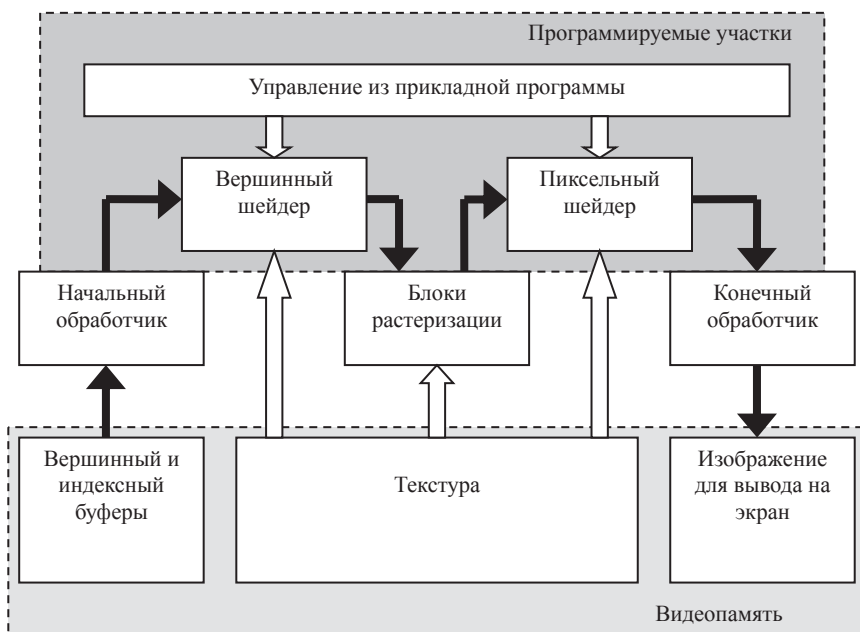 Программируемые участки
Управление из прикладной программы
Вершинный
шейдер
Пиксельный
шейдер
Начальный
обработчик
Блоки
растеризации
Конечный
обработчик
Вершинный и
индексный
буферы
Текстура
Изображение
для вывода на
экран
Видеопамять